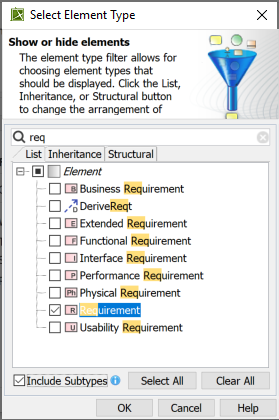 Select Element Type
Show or hide elements
The element type filter allows for
choosing element types that
should be displayed. Click the List,
Inheritance, or Structural button
to change the arrangement of
req
List Inheritance Structural
Element
B Business Requirement
DeriveReqt
E Extended Requirement
F Functional Requirement
I Interface Requirement
P Performance Requirement
Ph Physical Requirement
R Requirement
U Usability Requirement
Include Subtypes
Select All
Clear All
OK
Cancel
Help